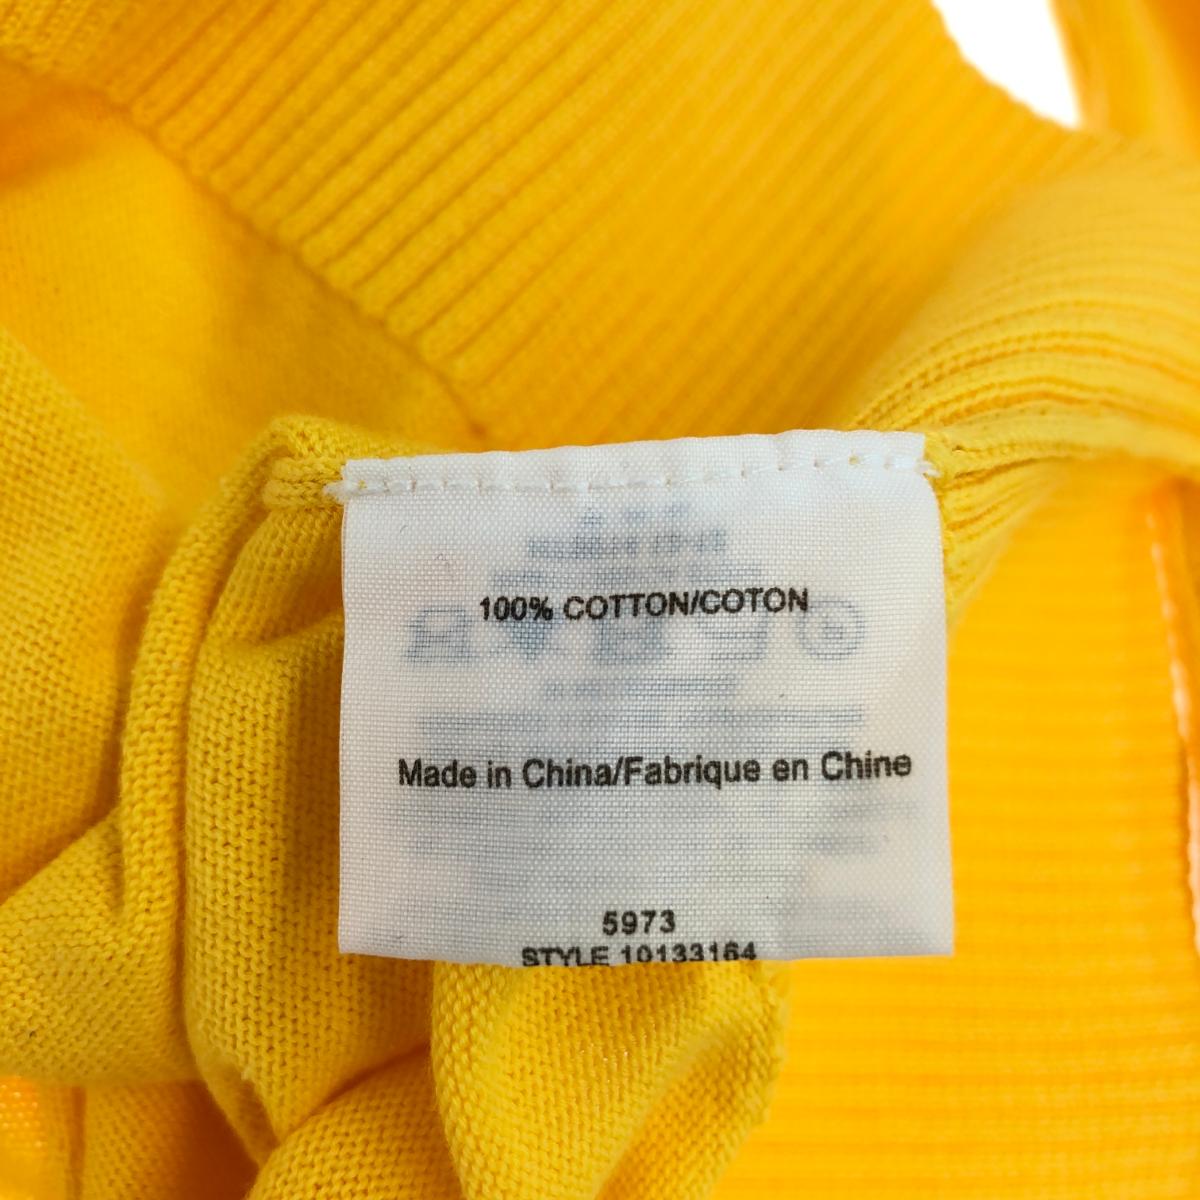 100% COTTON/COTON
Made in China/Fabrique en Chine
5973
STYLE 10133164